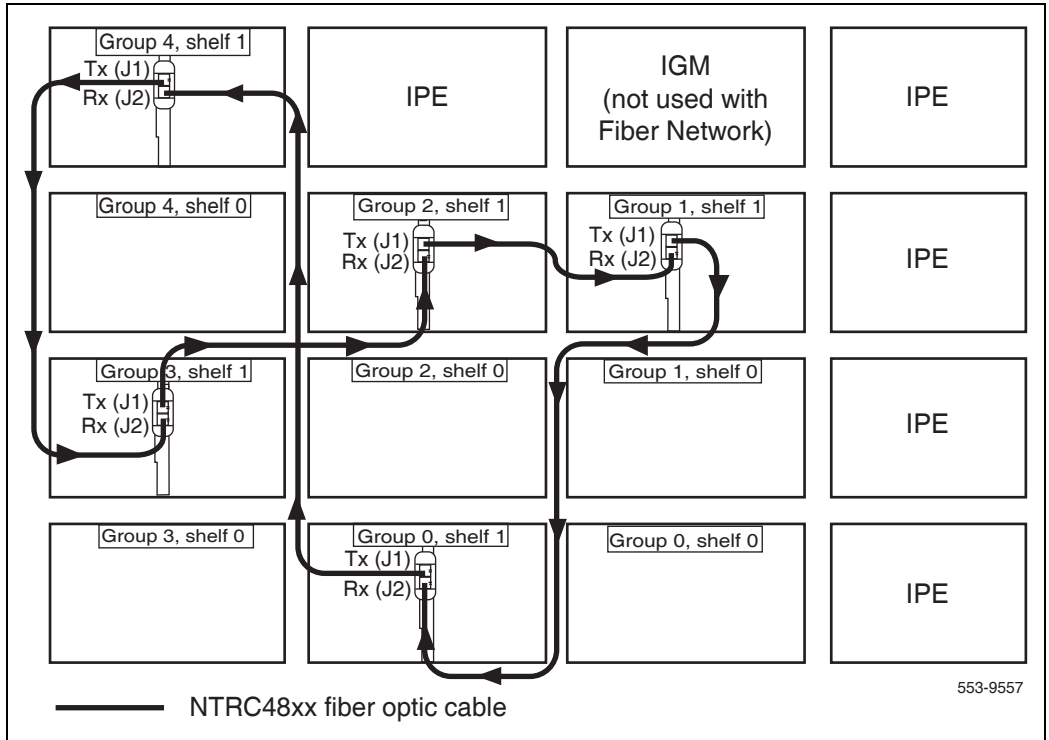 Group 4, shelf 1
Tx (J1)
Rx (J2)
IPE
IGM
(not used with
Fiber Network)
IPE
Group 4, shelf 0
Group 2, shelf 1
Tx (J1)
Rx (J2)
Group 1, shelf 1
Tx (J1)
Rx (J2)
IPE
Group 3, shelf 1
Tx (J1)
Rx (J2)
Group 2, shelf 0
Group 1, shelf 0
IPE
Group 3, shelf 0
Group 0, shelf 1
Tx (J1)
Rx (J2)
Group 0, shelf 0
IPE
553-9557
NTRC48xx fiber optic cable